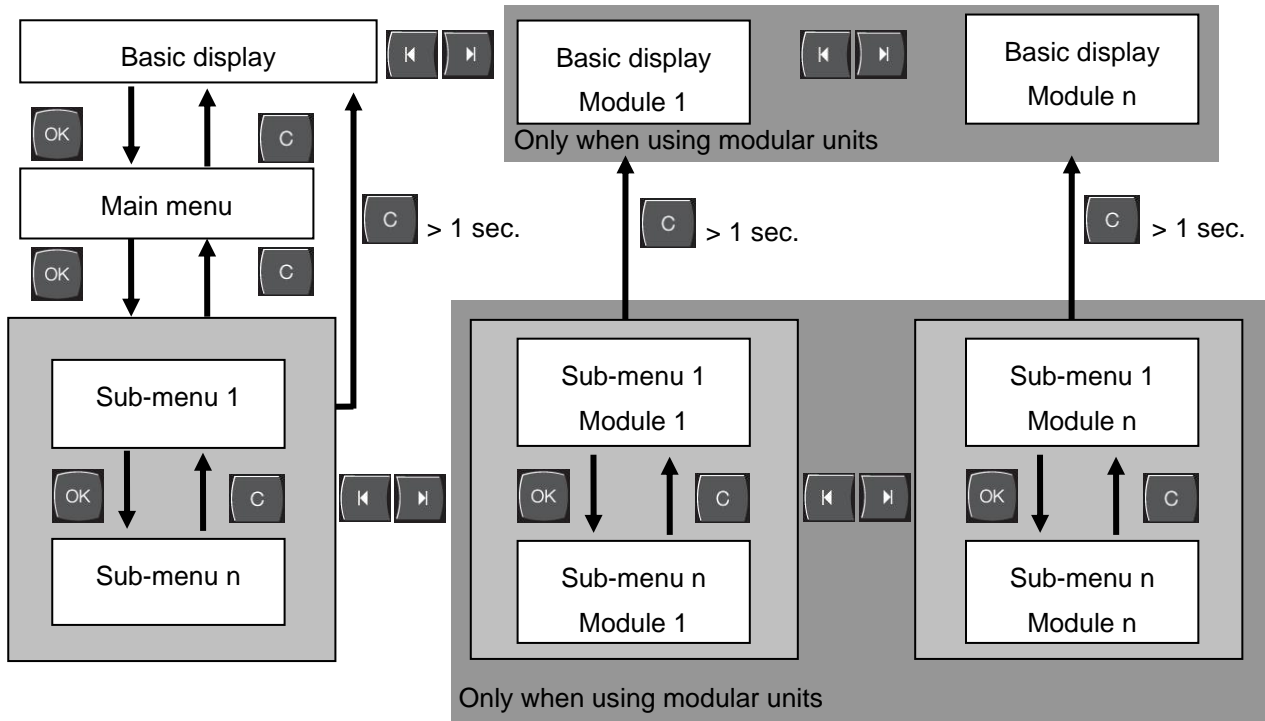 Basic display
Basic display
Module 1
Basic display
Module n
Only when using modular units
OK
C
Main menu
C
> 1 sec.
C
> 1 sec.
C
> 1 sec.
OK
C
Sub-menu 1
Sub-menu 1
Module 1
Sub-menu 1
Module n
OK
C
OK
C
OK
C
Sub-menu n
Sub-menu n
Module 1
Sub-menu n
Module n
Only when using modular units